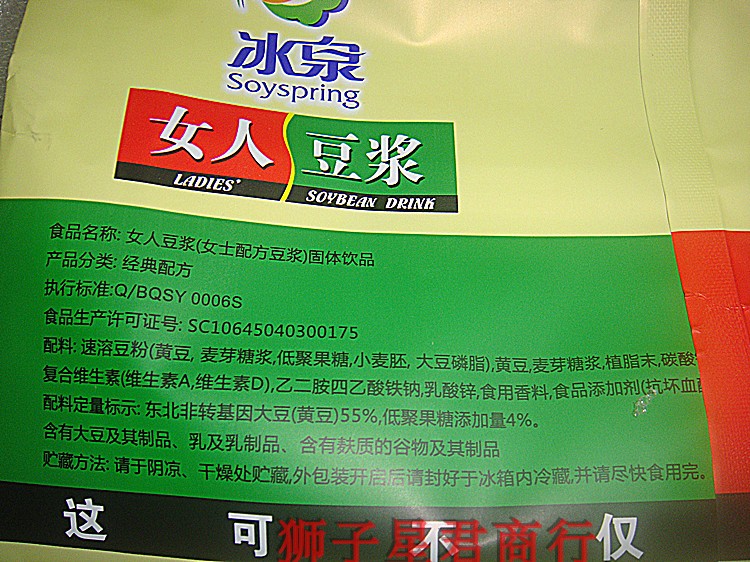 冰泉
Soyspring
女人豆浆
LADIES' SOYBEAN DRINK
食品名称: 女人豆浆(女士配方豆浆)固体饮品
产品分类: 经典配方
执行标准:Q/BQSY 0006S
食品生产许可证号: SC10645040300175
配料: 速溶豆粉(黄豆, 麦芽糖浆,低聚果糖,小麦胚, 大豆磷脂),黄豆,麦芽糖浆,植脂末,碳酸
复合维生素(维生素A,维生素D),乙二胺四乙酸铁钠,乳酸锌,食用香料,食品添加剂(抗坏血
配料定量标示: 东北非转基因大豆(黄豆)55%,低聚果糖添加量4%。
含有大豆及其制品、乳及乳制品、含有麸质的谷物及其制品
贮藏方法: 请于阴凉、干燥处贮藏,外包装开启后请封好于冰箱内冷藏,并请尽快食用完。
这可不仅
狮子星君商行